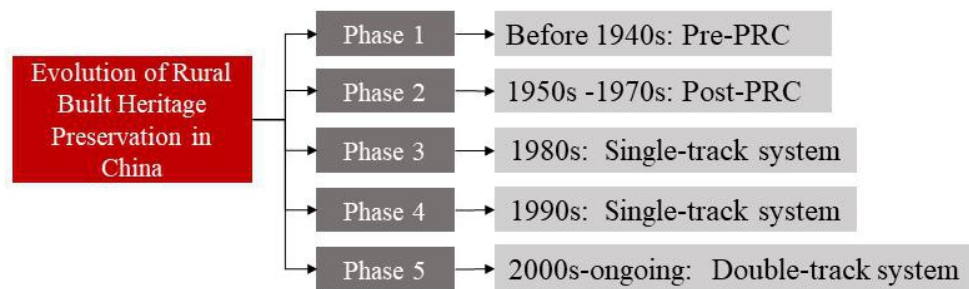 Evolution of Rural
Built Heritage
Preservation in
China
Phase 1
Before 1940s: Pre-PRC
Phase 2
1950s -1970s: Post-PRC
Phase 3
1980s: Single-track system
Phase 4
1990s: Single-track system
Phase 5
2000s-ongoing: Double-track system